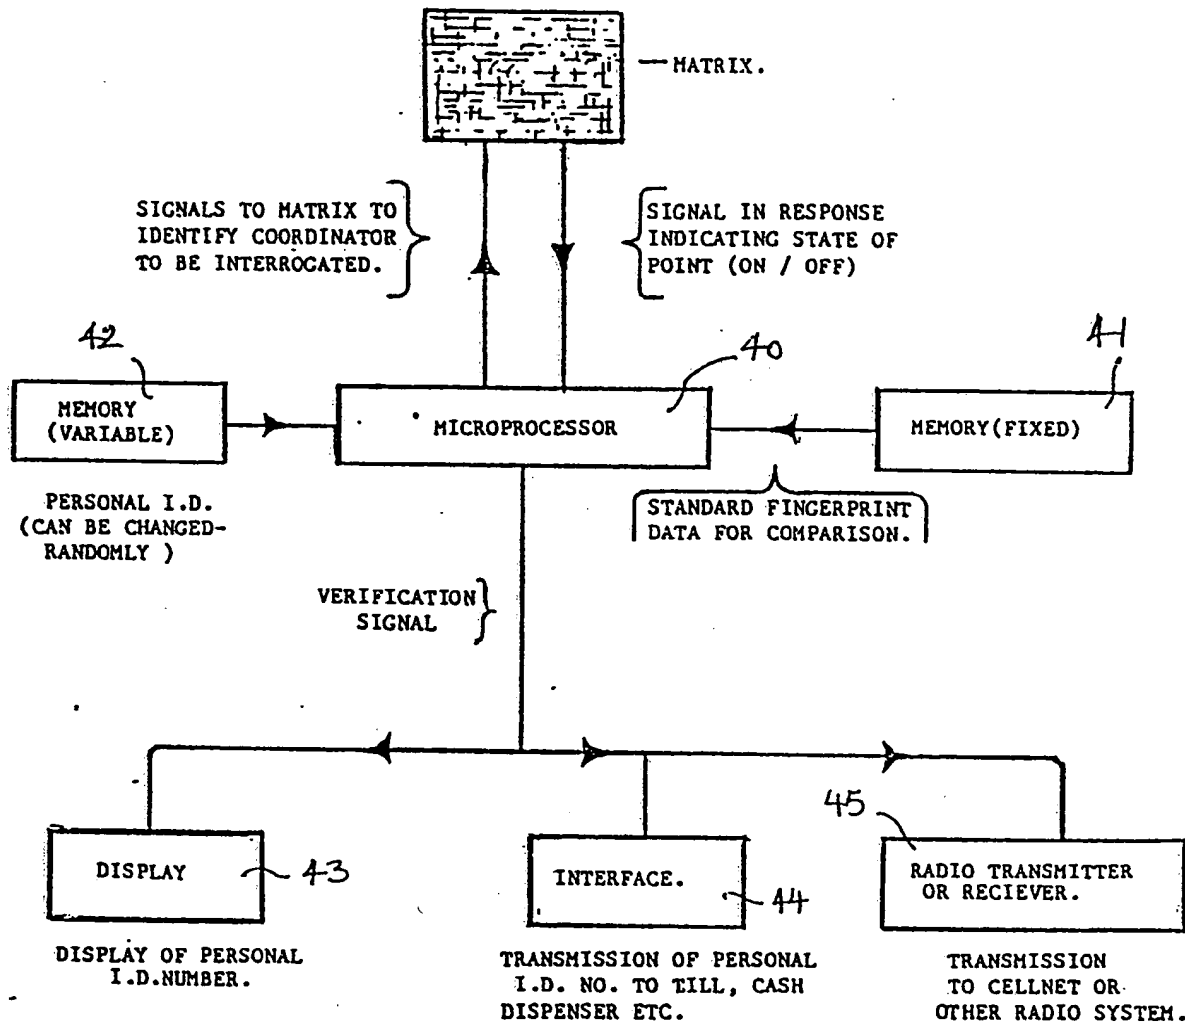 MATRIX.
SIGNALS TO MATRIX TO
IDENTIFY COORDINATOR
TO BE INTERROGATED.
SIGNAL IN RESPONSE
INDICATING STATE OF
POINT (ON / OFF)
42
40
41
MEMORY
(VARIABLE)
MICROPROCESSOR
MEMORY(FIXED)
PERSONAL I.D.
(CAN BE CHANGED-
RANDOMLY )
STANDARD FINGERPRINT
DATA FOR COMPARISON.
VERIFICATION
SIGNAL
DISPLAY
43
INTERFACE.
44
45
RADIO TRANSMITTER
OR RECIEVER.
DISPLAY OF PERSONAL
I.D.NUMBER.
TRANSMISSION OF PERSONAL
I.D. NO. TO TILL, CASH
DISPENSER ETC.
TRANSMISSION
TO CELLNET OR
OTHER RADIO SYSTEM.